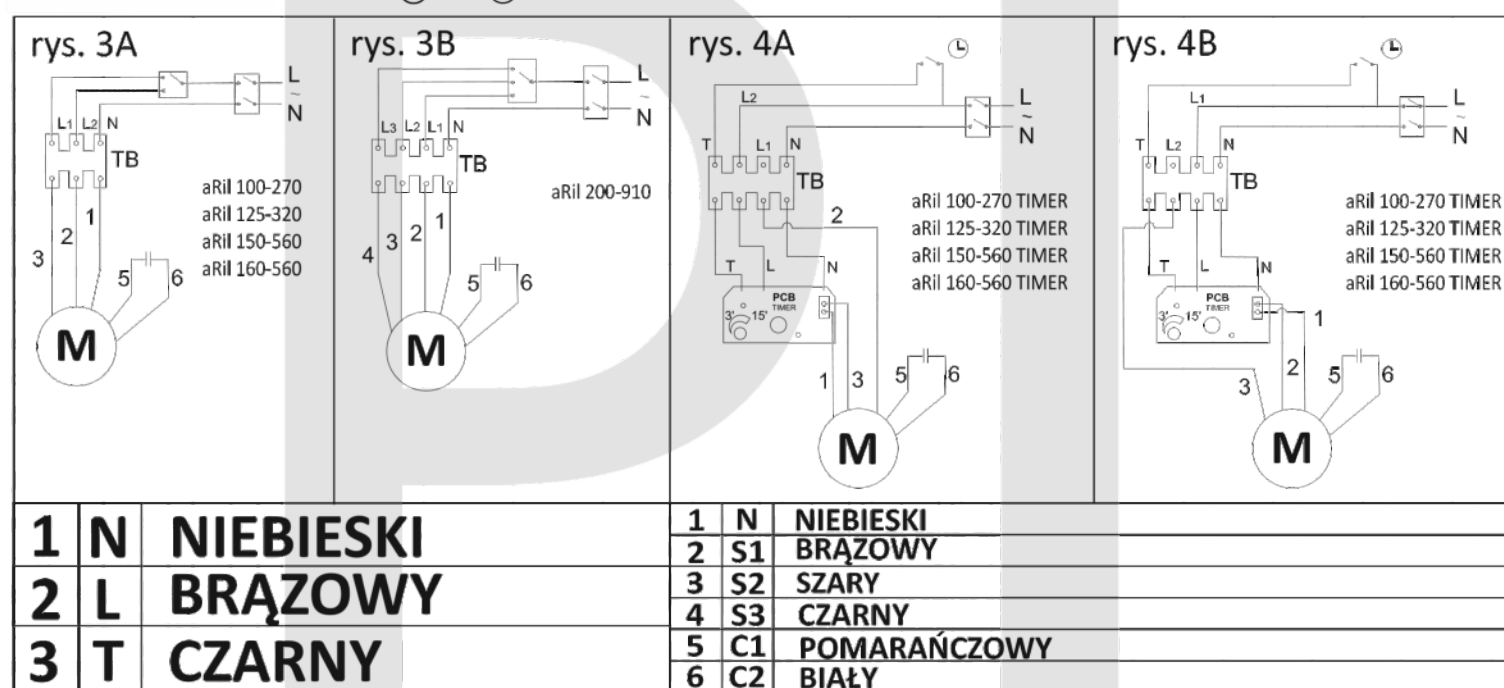 rys. 3A
L
~
N
L1 L2 N
TB
aRil 100-270
aRil 125-320
aRil 150-560
aRil 160-560
1
2
3
5 6
M
rys. 3B
L
~
N
L3 L2 L1 N
TB
aRil 200-910
1
2
3
4
5 6
M
rys. 4A
L2
L
~
N
T L1 N
TB
aRil 100-270 TIMER
aRil 125-320 TIMER
aRil 150-560 TIMER
aRil 160-560 TIMER
2
T L N
PCB
TIMER
3' 15'
1 3 5 6
M
rys. 4B
L1
L
~
N
T L2 N
TB
aRil 100-270 TIMER
aRil 125-320 TIMER
aRil 150-560 TIMER
aRil 160-560 TIMER
T L N
PCB
TIMER
3' 15'
1
3 2 5 6
M
1 N NIEBIESKI
2 L BRĄZOWY
3 T CZARNY
1 N NIEBIESKI
2 S1 BRĄZOWY
3 S2 SZARY
4 S3 CZARNY
5 C1 POMARAŃCZOWY
6 C2 BIAŁY